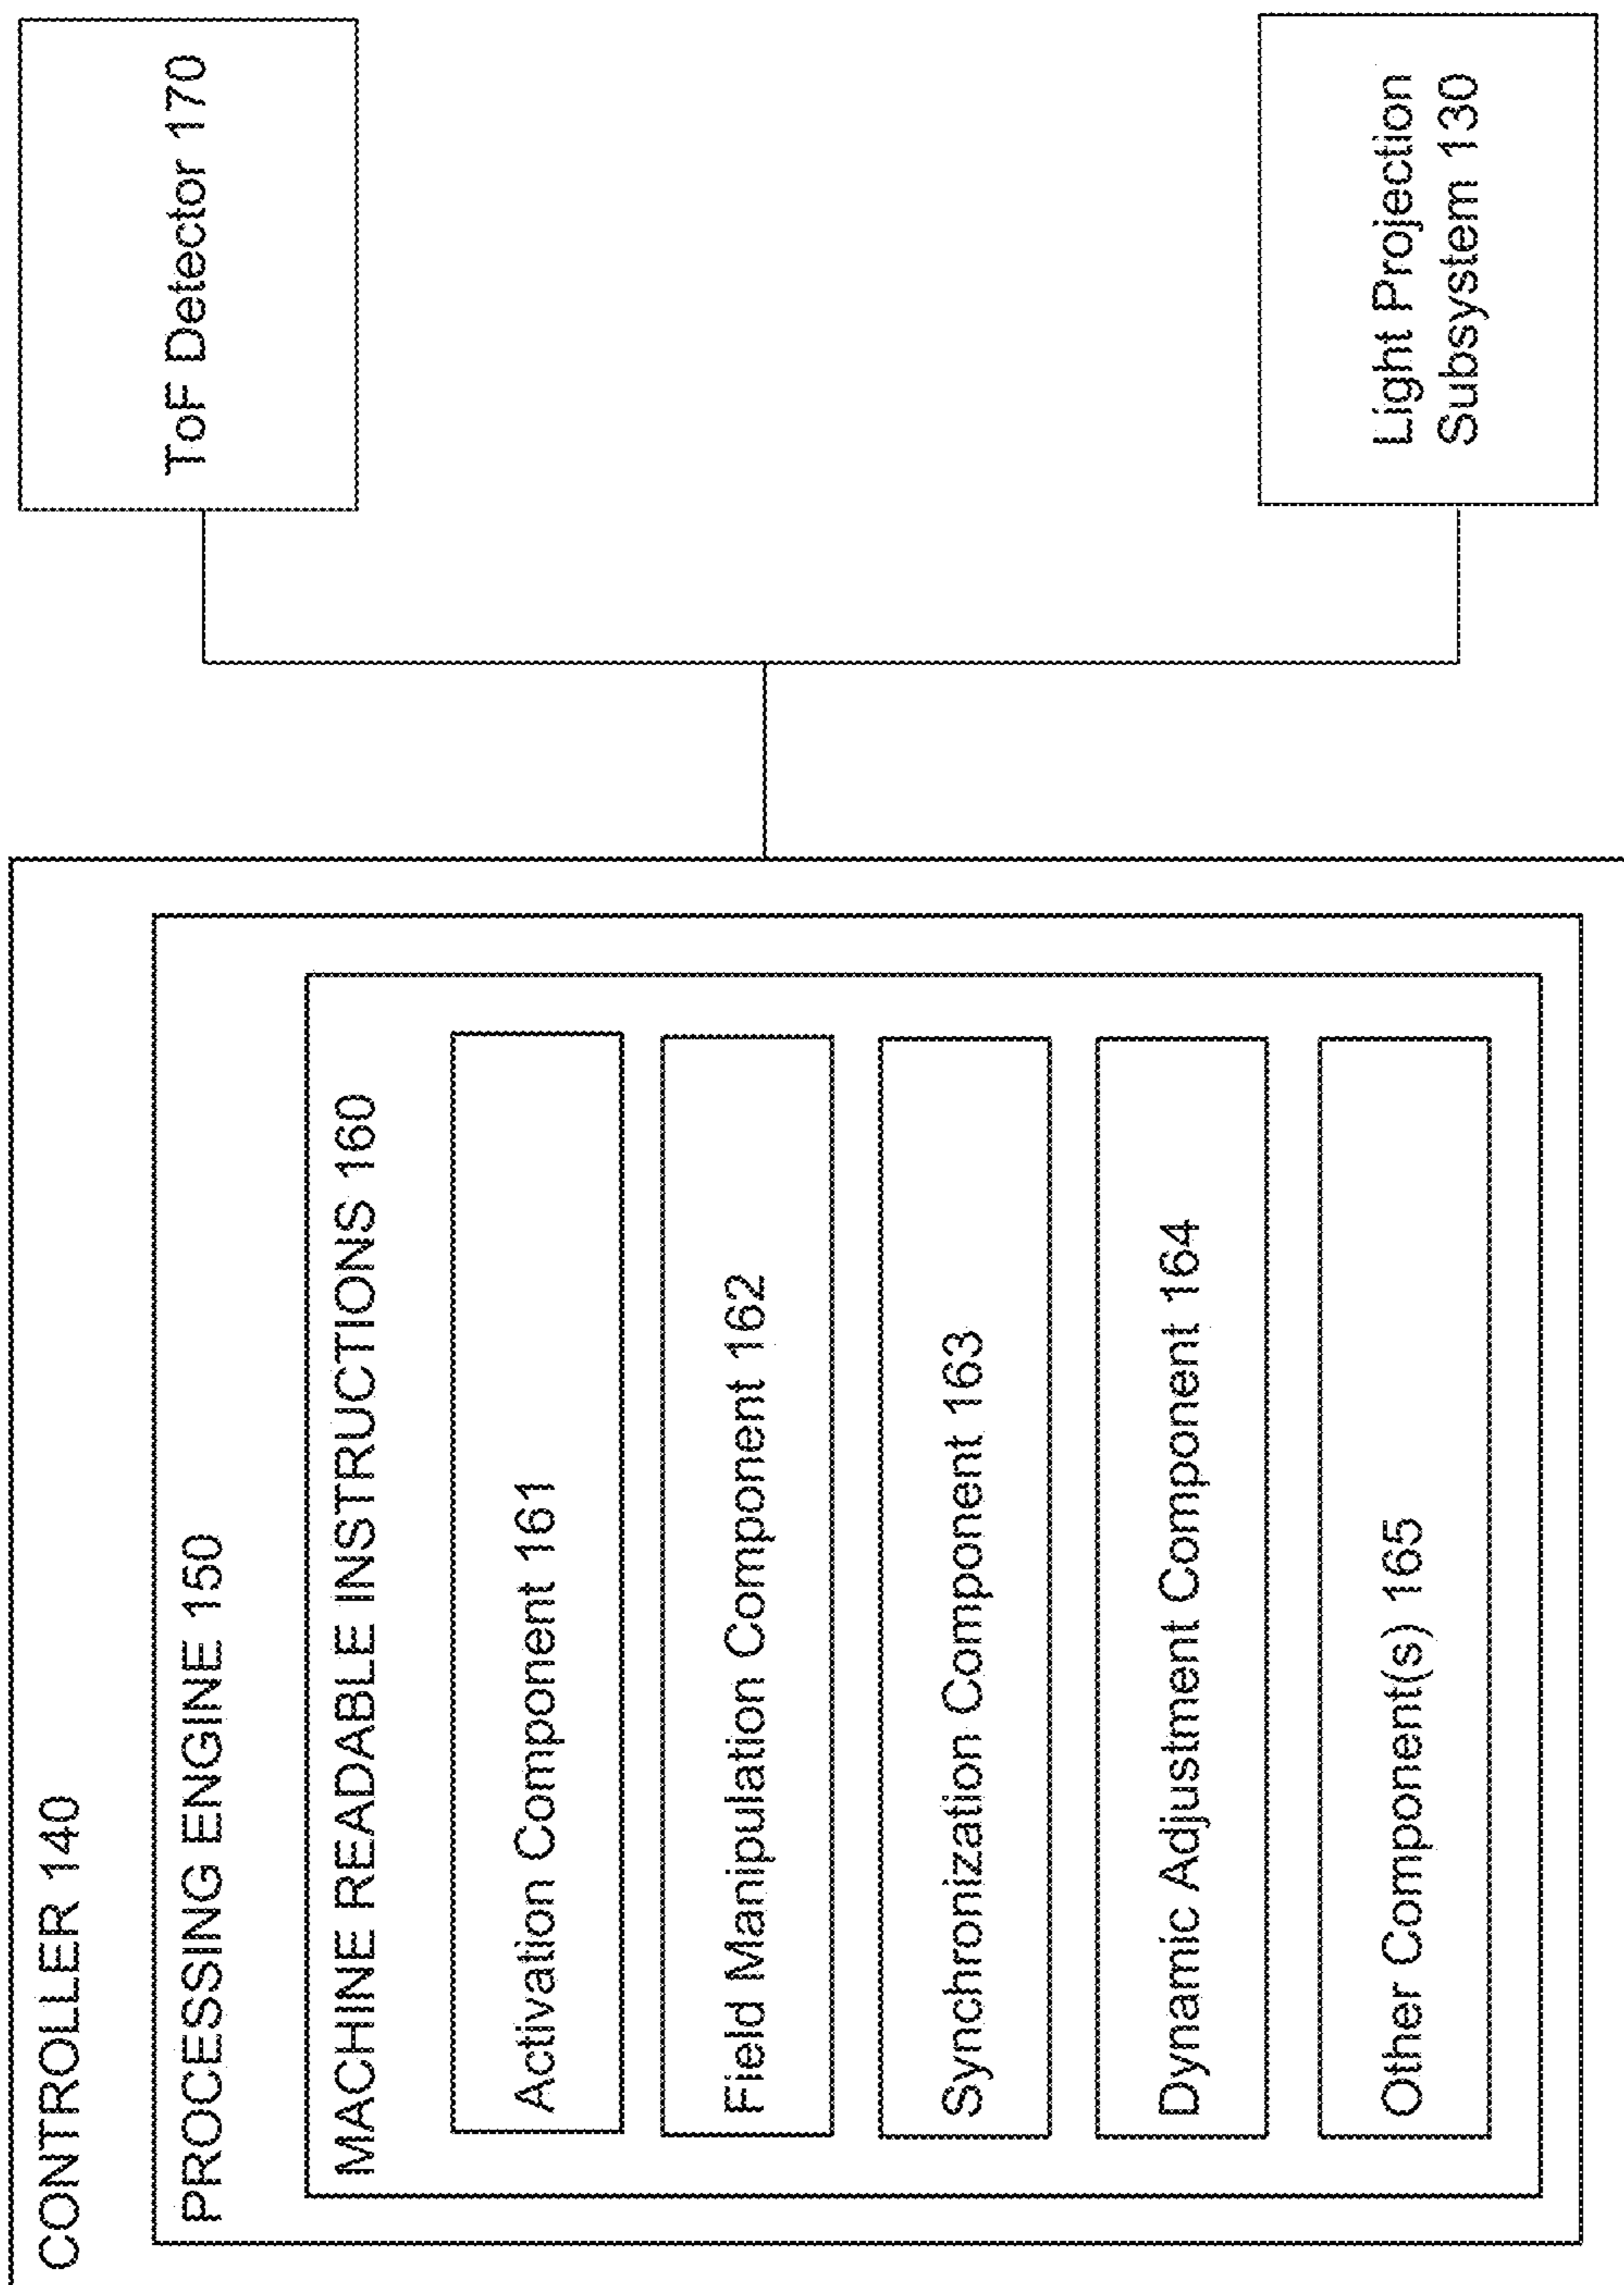 CONTROLLER 140
PROCESSING ENGINE 150
MACHINE READABLE INSTRUCTIONS 160
Activation Component 161
Field Manipulation Component 162
Synchronization Component 163
Dynamic Adjustment Component 164
Other Component(s) 165
ToF Detector 170
Light Projection
Subsystem 130